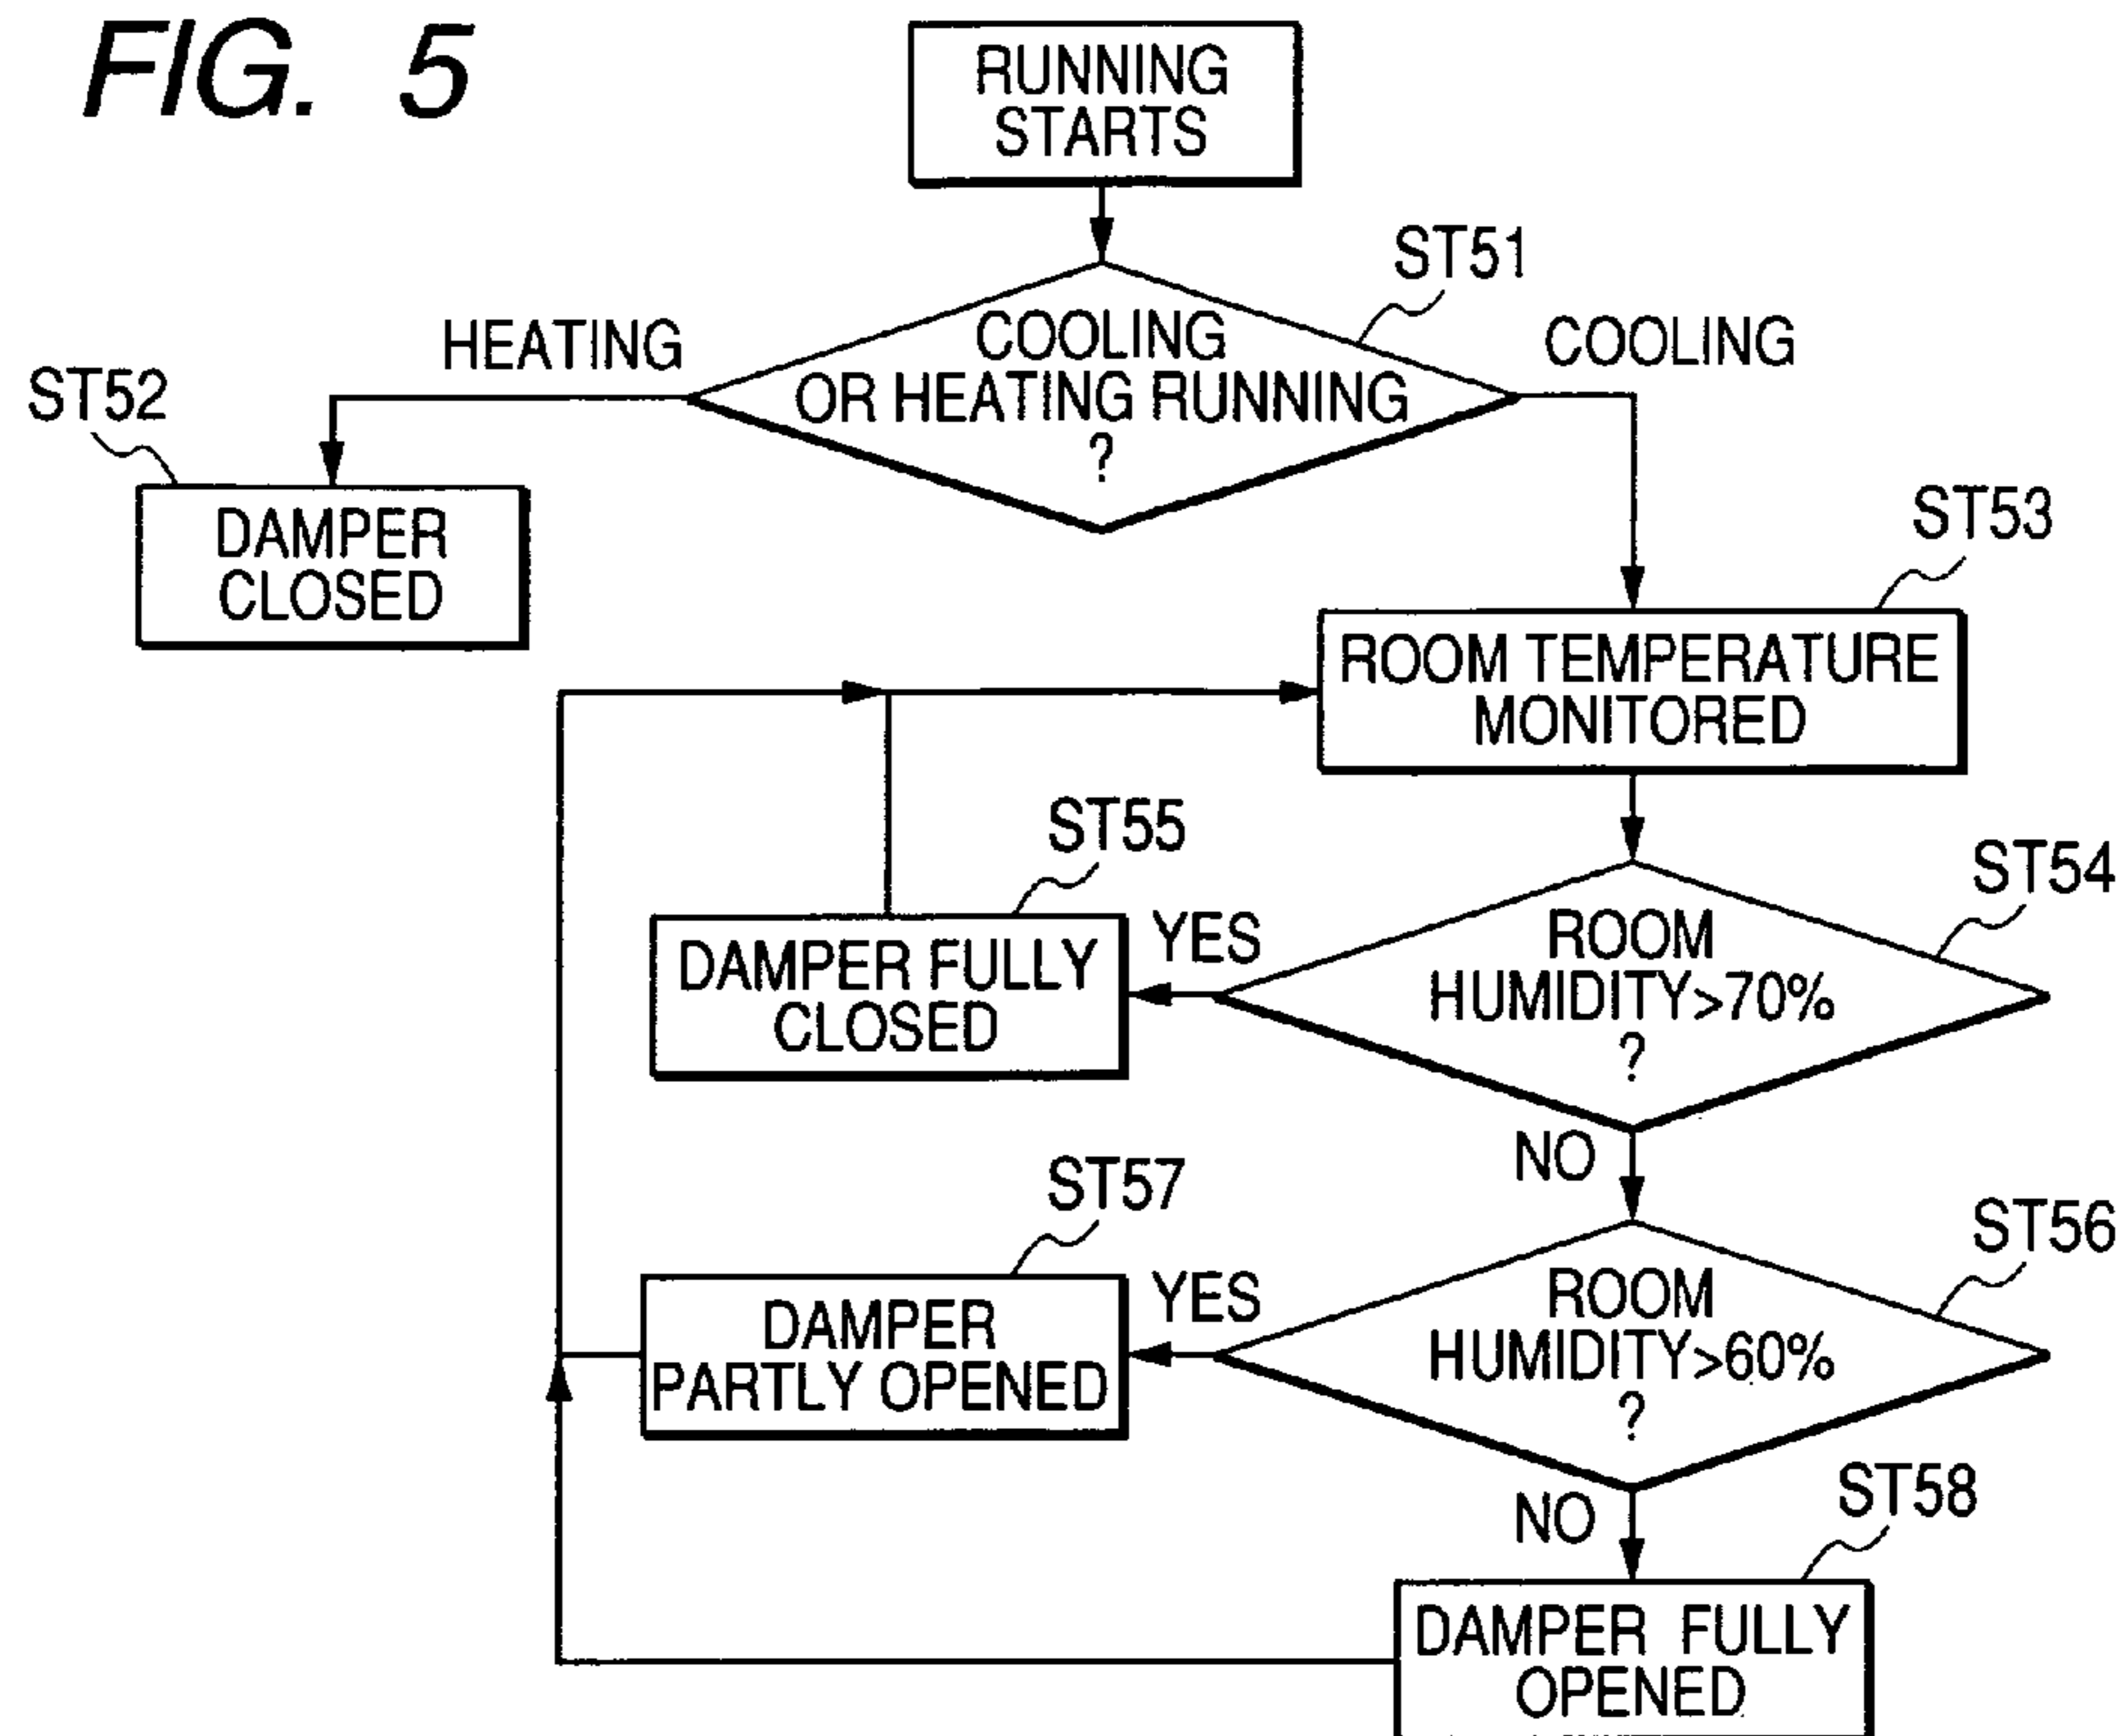 FIG. 5
RUNNING
STARTS
ST51
COOLING
OR HEATING RUNNING
?
HEATING
COOLING
ST52
DAMPER
CLOSED
ST53
ROOM TEMPERATURE
MONITORED
ST54
ROOM
HUMIDITY>70%
?
YES
ST55
DAMPER FULLY
CLOSED
NO
ST56
ROOM
HUMIDITY>60%
?
YES
ST57
DAMPER
PARTLY OPENED
NO
ST58
DAMPER FULLY
OPENED